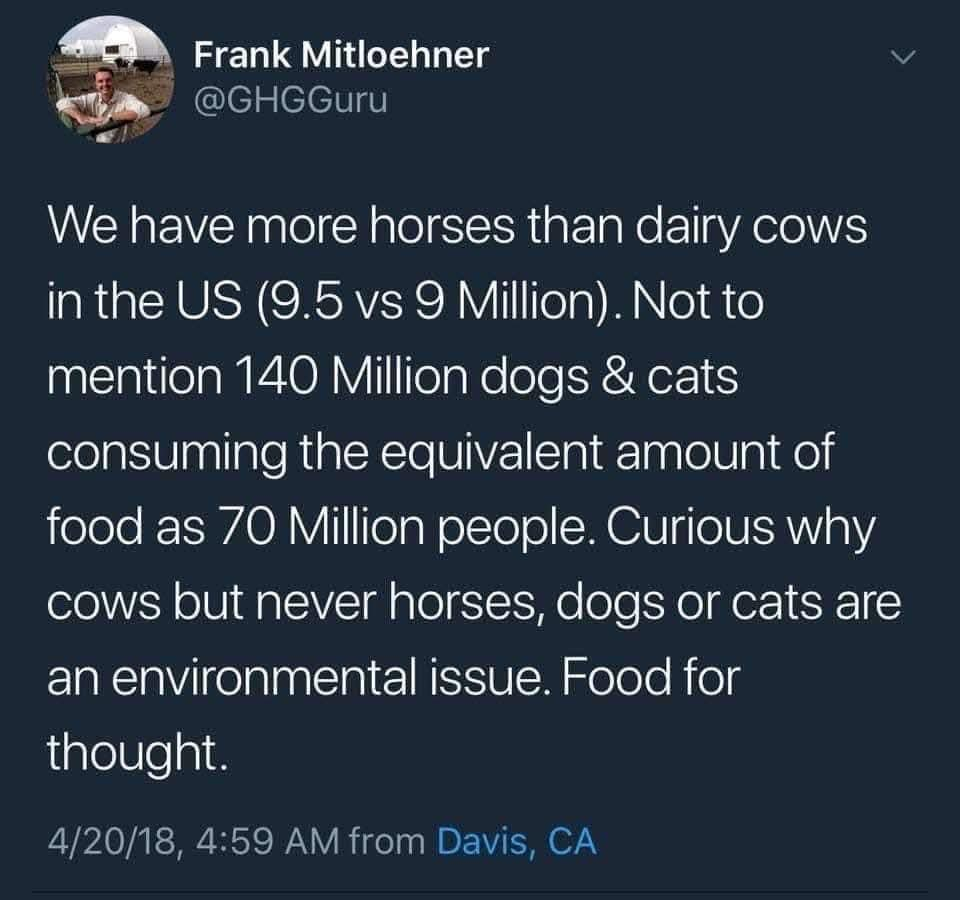 Frank Mitloehner
@GHGGuru
We have more horses than dairy cows
in the US (9.5 vs 9 Million). Not to
mention 140 Million dogs & cats
consuming the equivalent amount of
food as 70 Million people. Curious why
cows but never horses, dogs or cats are
an environmental issue. Food for
thought.
4/20/18, 4:59 AM from Davis, CA